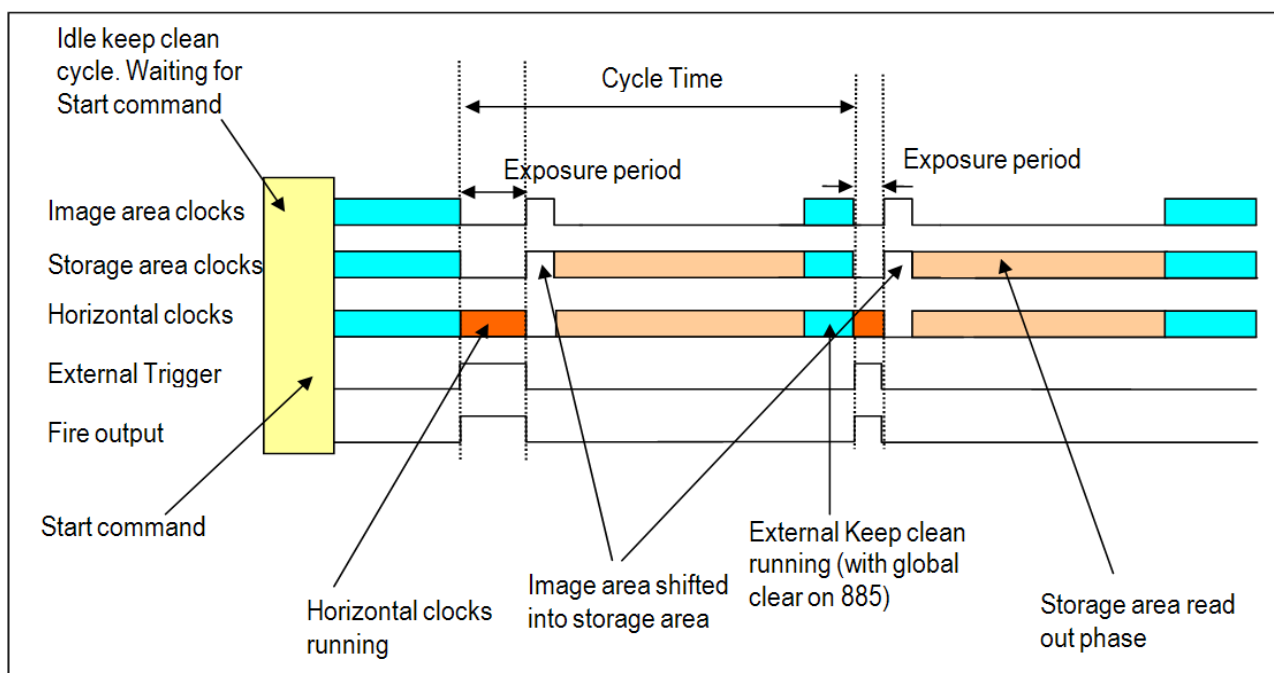 Idle keep clean
cycle. Waiting for
Start command
Cycle Time
Exposure period
Exposure period
Image area clocks
Storage area clocks
Horizontal clocks
External Trigger
Fire output
Start command
Horizontal clocks
running
Image area shifted
into storage area
External Keep clean
running (with global
clear on 885)
Storage area read
out phase